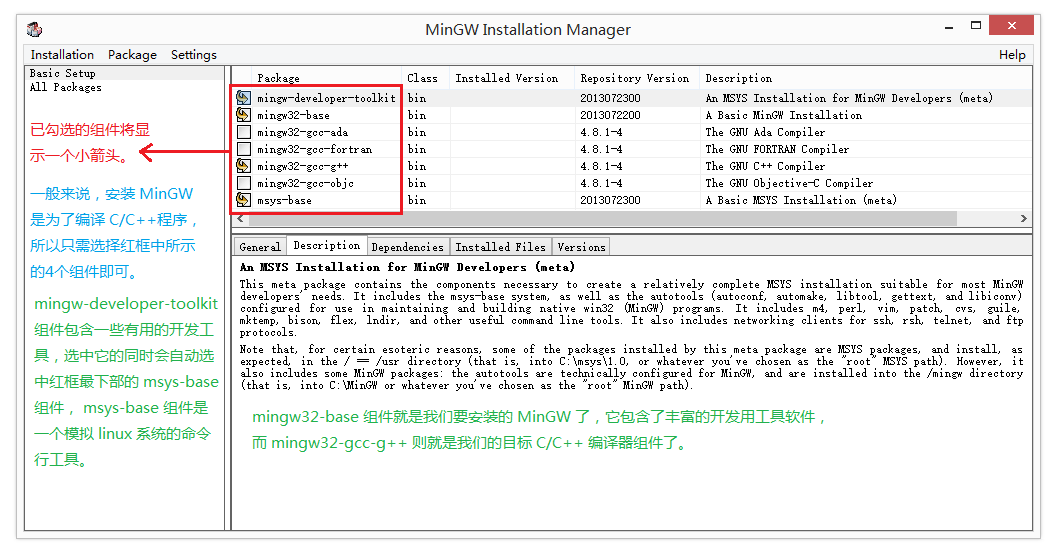 MinGW Installation Manager
Installation Package Settings Help
Basic Setup
All Packages
已勾选的组件将显
示一个小箭头。
一般来说，安装 MinGW
是为了编译 C/C++程序，
所以只需选择红框中所示
的4个组件即可。
mingw-developer-toolkit
组件包含一些有用的开发工
具，选中它的同时会自动选
中红框最下部的 msys-base
组件， msys-base 组件是
一个模拟 linux 系统的命令
行工具。
Package Class Installed Version Repository Version Description
mingw-developer-toolkit bin 2013072300 An MSYS Installation for MinGW Developers (meta)
mingw32-base bin 2013072200 A Basic MinGW Installation
mingw32-gcc-ada bin 4.8.1-4 The GNU Ada Compiler
mingw32-gcc-fortran bin 4.8.1-4 The GNU FORTRAN Compiler
mingw32-gcc-g++ bin 4.8.1-4 The GNU C++ Compiler
mingw32-gcc-objc bin 4.8.1-4 The GNU Objective-C Compiler
msys-base bin 2013072300 A Basic MSYS Installation (meta)
General Description Dependencies Installed Files Versions
An MSYS Installation for MinGW Developers (meta)
This meta package contains the components necessary to create a relatively complete MSYS installation suitable for most MinGW
developers' needs. It includes the msys-base system, as well as the autotools (autoconf, automake, libtool, gettext, and libiconv)
configured for use in maintaining and building native win32 (MinGW) programs. It includes m4, perl, vim, patch, cvs, guile,
mktemp, bison, flex, lndir, and other useful command line tools. It also includes networking clients for ssh, rsh, telnet, and ftp
protocols.
Note that, for certain esoteric reasons, some of the packages installed by this meta package are MSYS packages, and install, as
expected, in the / == /usr directory (that is, into C:\msys\1.0, or whatever you've chosen as the "root" MSYS path). However, it
also includes some MinGW packages: the autotools are technically configured for MinGW, and are installed into the /mingw directory
(that is, into C:\MinGW or whatever you've chosen as the "root" MinGW path).
mingw32-base 组件就是我们要安装的 MinGW 了，它包含了丰富的开发用工具软件，
而 mingw32-gcc-g++ 则就是我们的目标 C/C++ 编译器组件了。